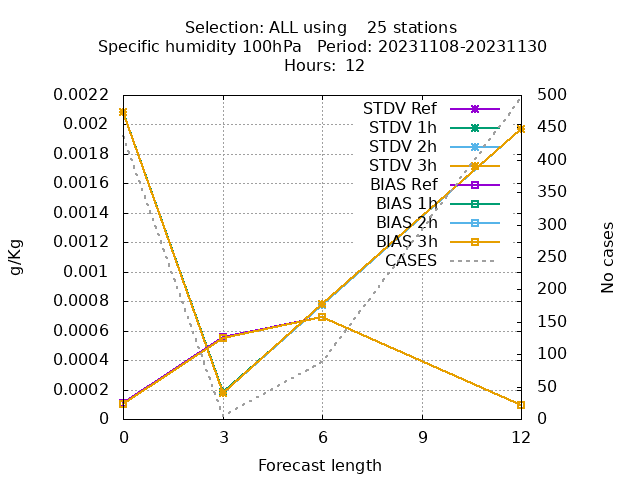 Selection: ALL using    25 stations
Specific humidity 100hPa   Period: 20231108-20231130
Hours: 12
0.0022
0.002
0.0018
0.0016
0.0014
0.0012
0.001
0.0008
0.0006
0.0004
0.0002
0
g/Kg
STDV Ref
STDV 1h
STDV 2h
STDV 3h
BIAS Ref
BIAS 1h
BIAS 2h
BIAS 3h
CASES
500
450
400
350
300
250
200
150
100
50
0
No cases
0 3 6 9 12
Forecast length